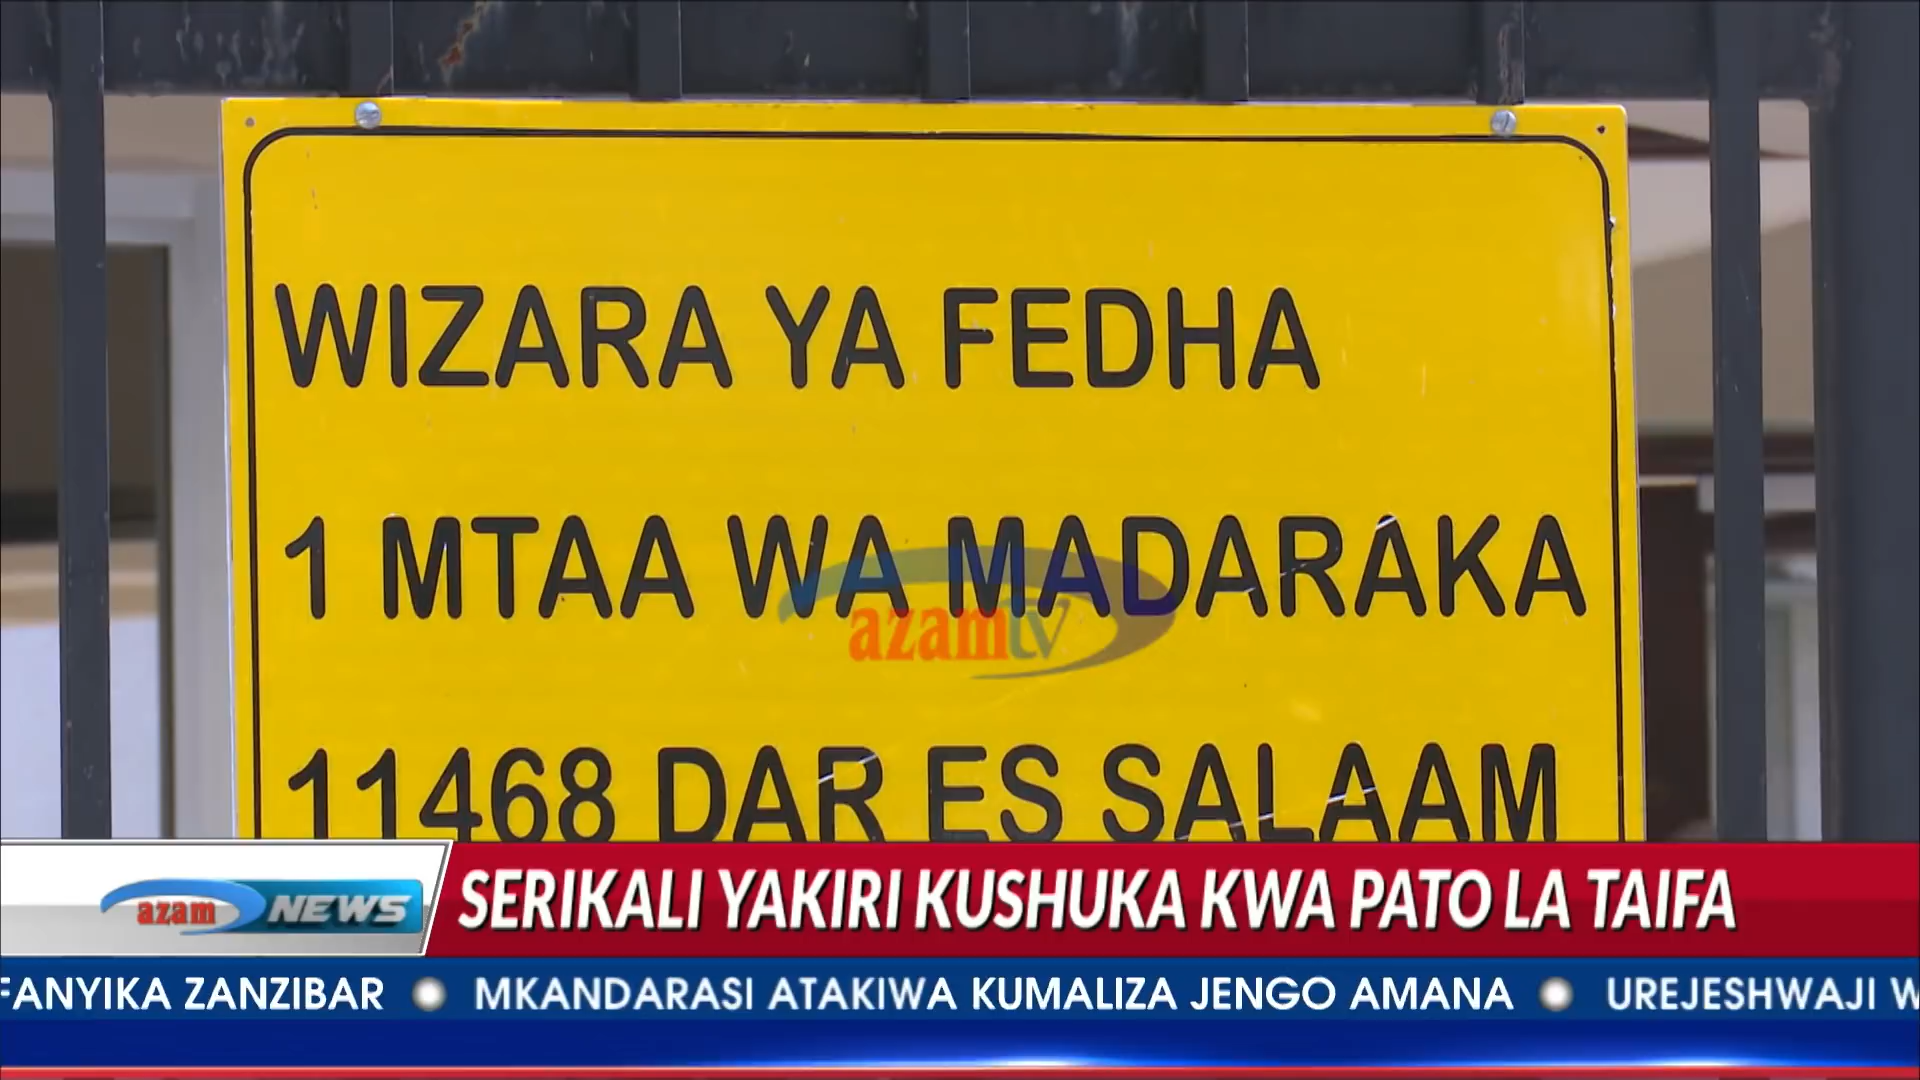 WIZARA YA FEDHA
1 MTAA WA MADARAKA
azamtv
11468 DAR ES SALAAM
azam NEWS
SERIKALI YAKIRI KUSHUKA KWA PATO LA TAIFA
FANYIKA ZANZIBAR MKANDARASI ATAKIWA KUMALIZA JENGO AMANA UREJESHWAJI W